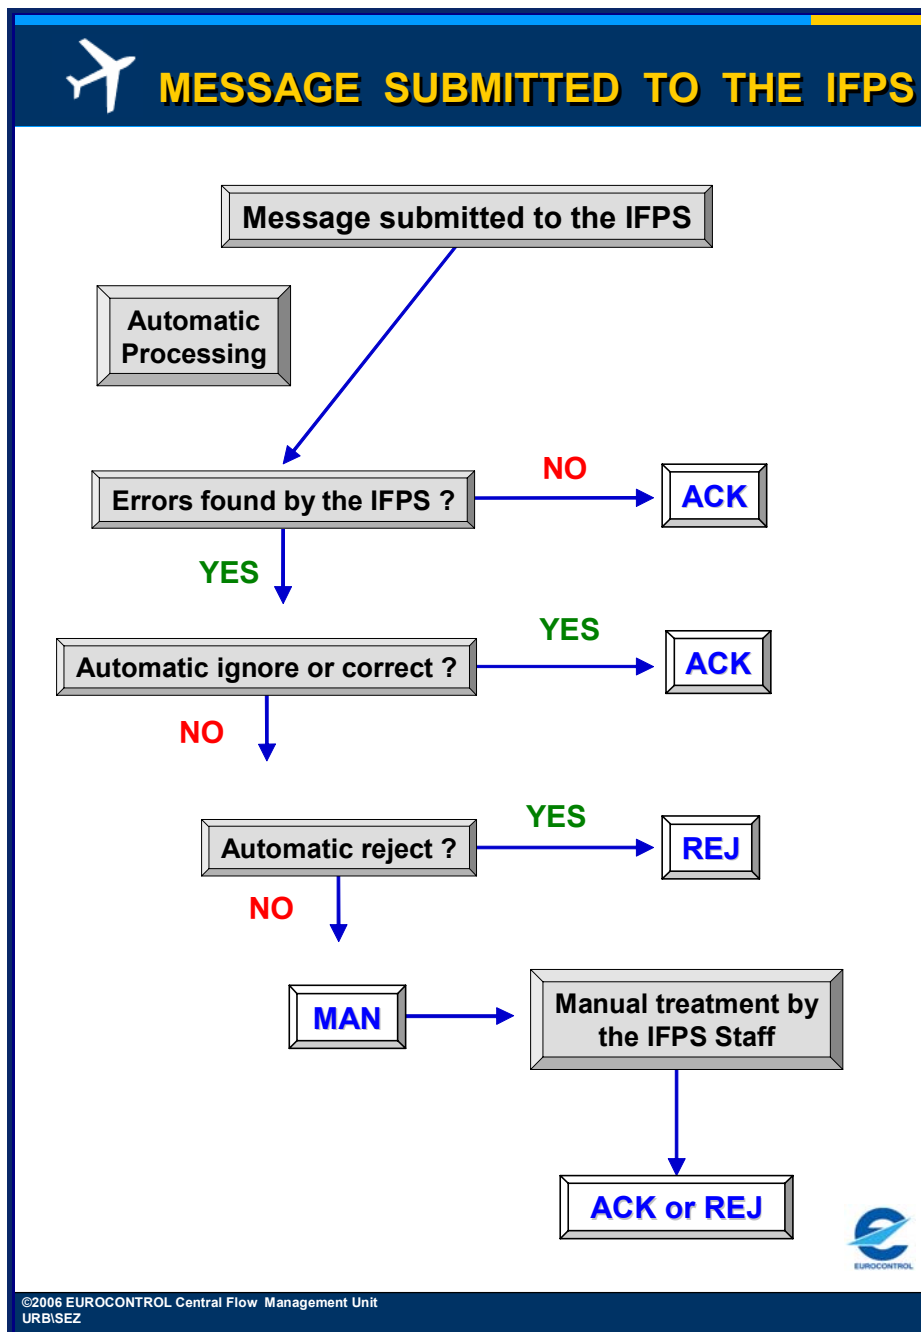 MESSAGE SUBMITTED TO THE IFPS
Message submitted to the IFPS
Automatic
Processing
Errors found by the IFPS ?
NO
ACK
YES
Automatic ignore or correct ?
YES
ACK
NO
Automatic reject ?
YES
REJ
NO
MAN
Manual treatment by
the IFPS Staff
ACK or REJ
EUROCONTROL
©2006 EUROCONTROL Central Flow Management Unit
URB\SEZ